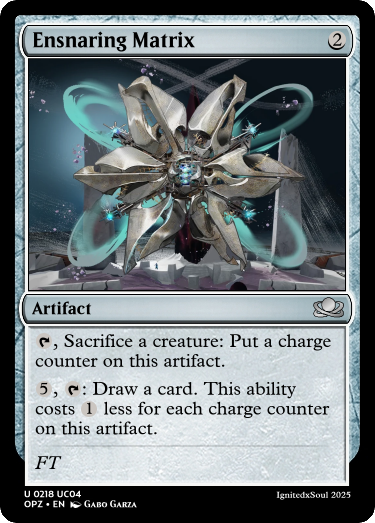 Ensnaring Matrix 2
Artifact
, Sacrifice a creature: Put a charge
counter on this artifact.
5, : Draw a card. This ability
costs 1 less for each charge counter
on this artifact.
FT
U 0218 UC04
OPZ • EN Gabo Garza
IgnitedxSoul 2025